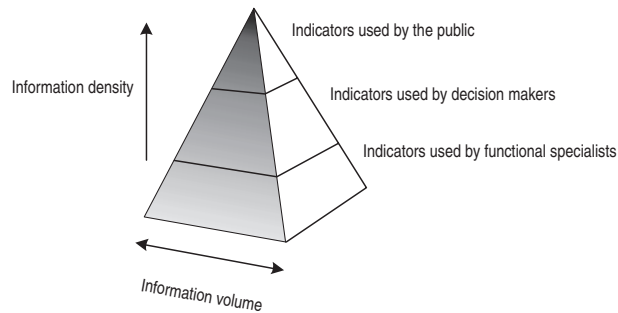 Indicators used by the public
Information density
Indicators used by decision makers
Indicators used by functional specialists
Information volume